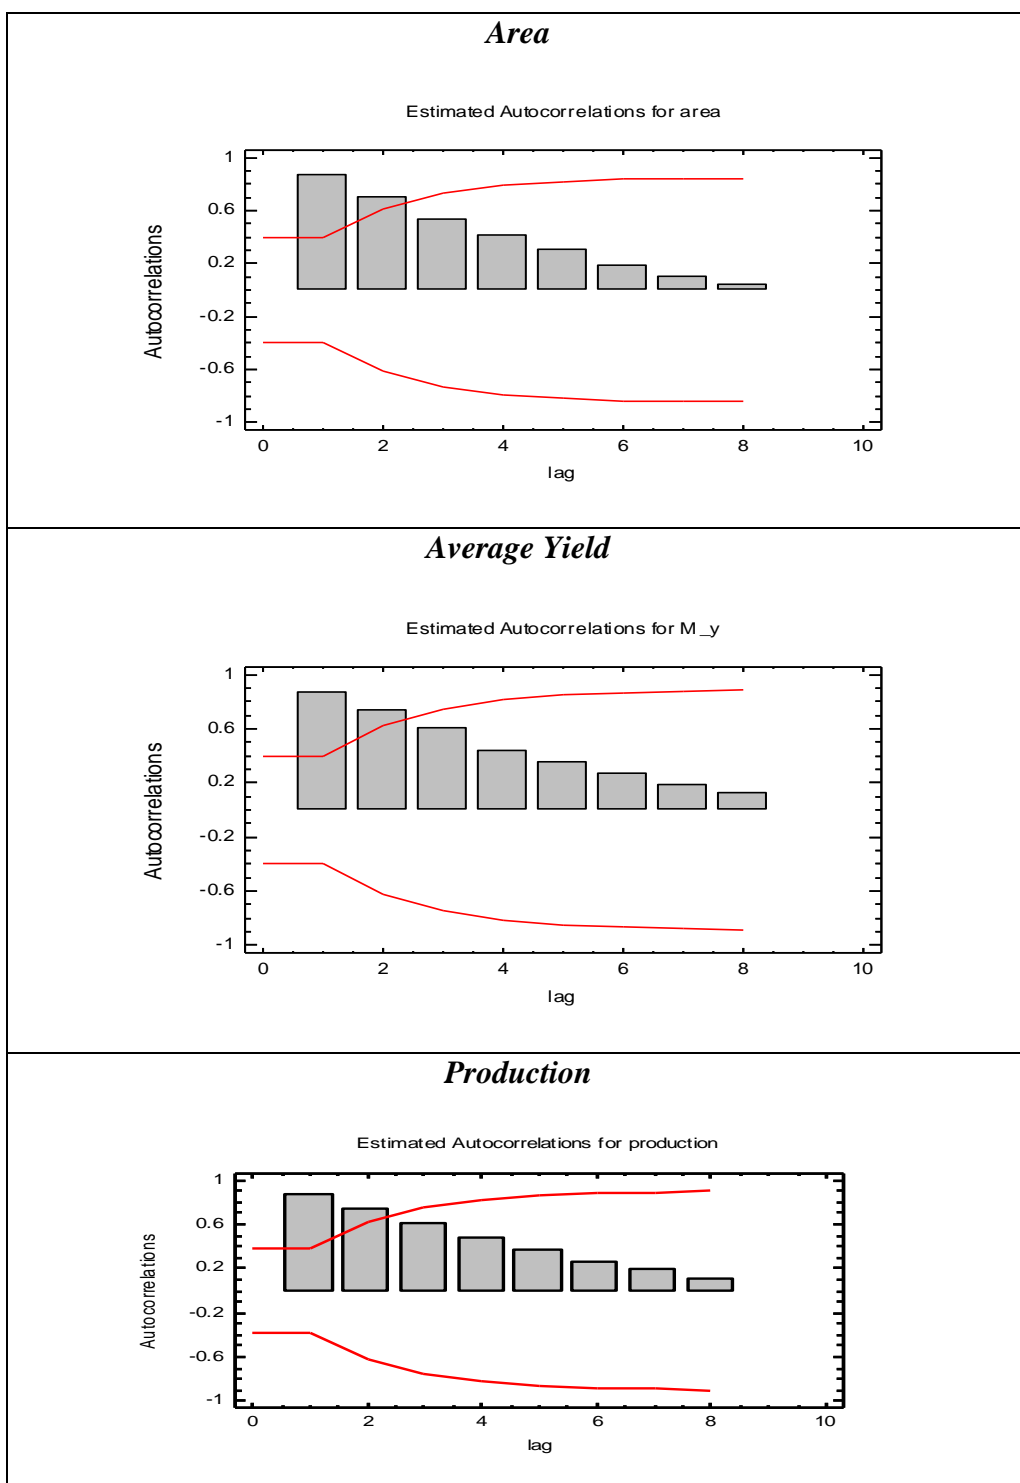 Area
Estimated Autocorrelations for area
Autocorrelations
1
0.6
0.2
-0.2
-0.6
-1
0 2 4 6 8 10
lag
Average Yield
Estimated Autocorrelations for M_y
Autocorrelations
1
0.6
0.2
-0.2
-0.6
-1
0 2 4 6 8 10
lag
Production
Estimated Autocorrelations for production
Autocorrelations
1
0.6
0.2
-0.2
-0.6
-1
0 2 4 6 8 10
lag